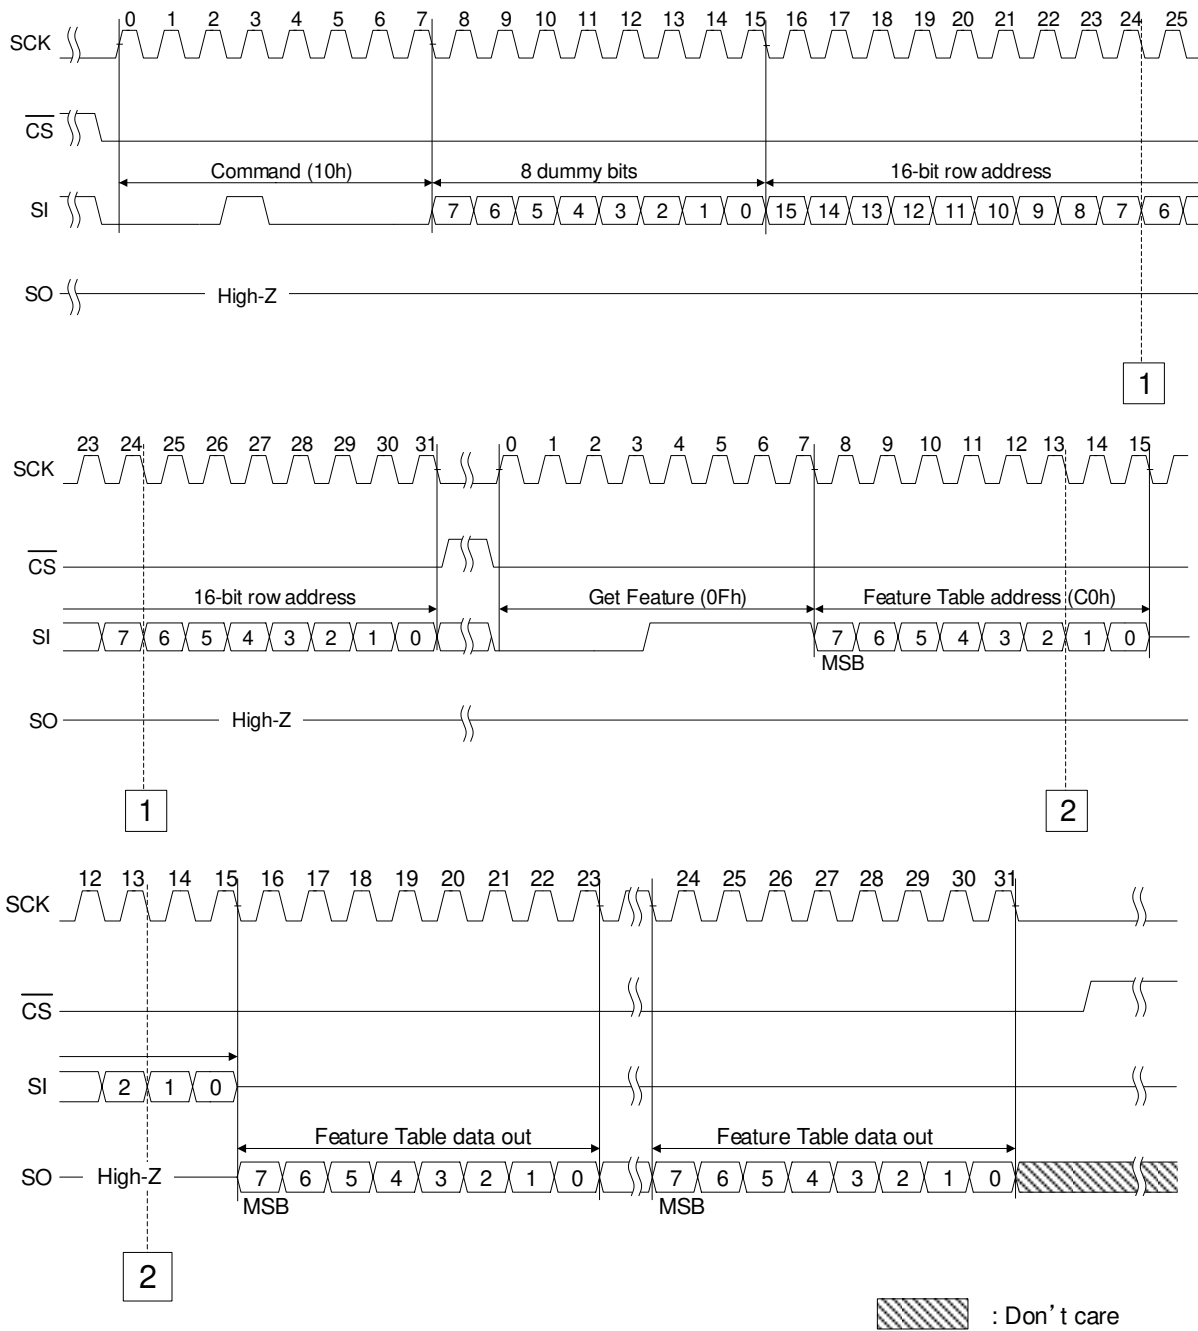 0 1 2 3 4 5 6 7 8 9 10 11 12 13 14 15 16 17 18 19 20 21 22 23 24 25
SCK
CS
Command (10h) 8 dummy bits 16-bit row address
SI 7 6 5 4 3 2 1 0 15 14 13 12 11 10 9 8 7 6
SO High-Z
1
23 24 25 26 27 28 29 30 31 0 1 2 3 4 5 6 7 8 9 10 11 12 13 14 15
SCK
CS
16-bit row address Get Feature (0Fh) Feature Table address (C0h)
SI 7 6 5 4 3 2 1 0 7 6 5 4 3 2 1 0
MSB
SO High-Z
1 2
12 13 14 15 16 17 18 19 20 21 22 23 24 25 26 27 28 29 30 31
SCK
CS
SI 2 1 0
Feature Table data out Feature Table data out
SO High-Z 7 6 5 4 3 2 1 0 7 6 5 4 3 2 1 0
MSB MSB
2
: Don't care